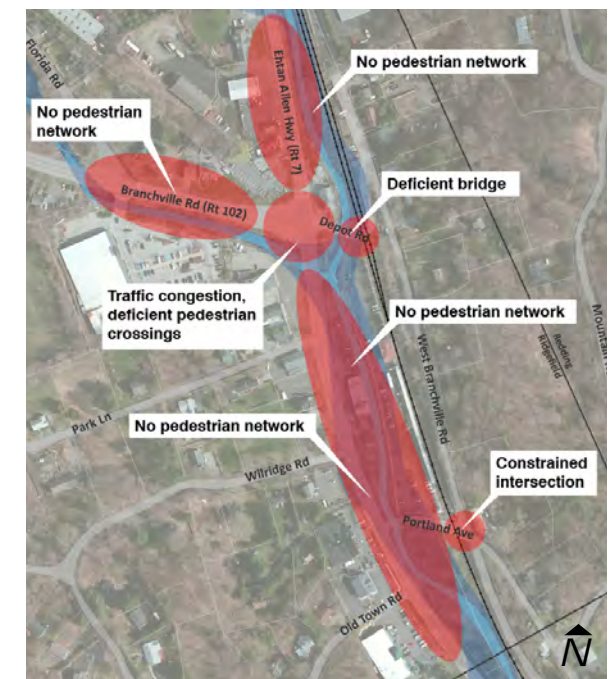 Florida Rd
Ehtan Allen Hwy (Rt 7)
No pedestrian network
No pedestrian
network
Branchville Rd (Rt 102)
Deficient bridge
Depot Rd
Traffic congestion,
deficient pedestrian
crossings
No pedestrian network
Redding
Ridgefield
West Branchville Rd
Park Ln
No pedestrian network
Wilridge Rd
Constrained
intersection
Portland Ave
Old Town Rd
N